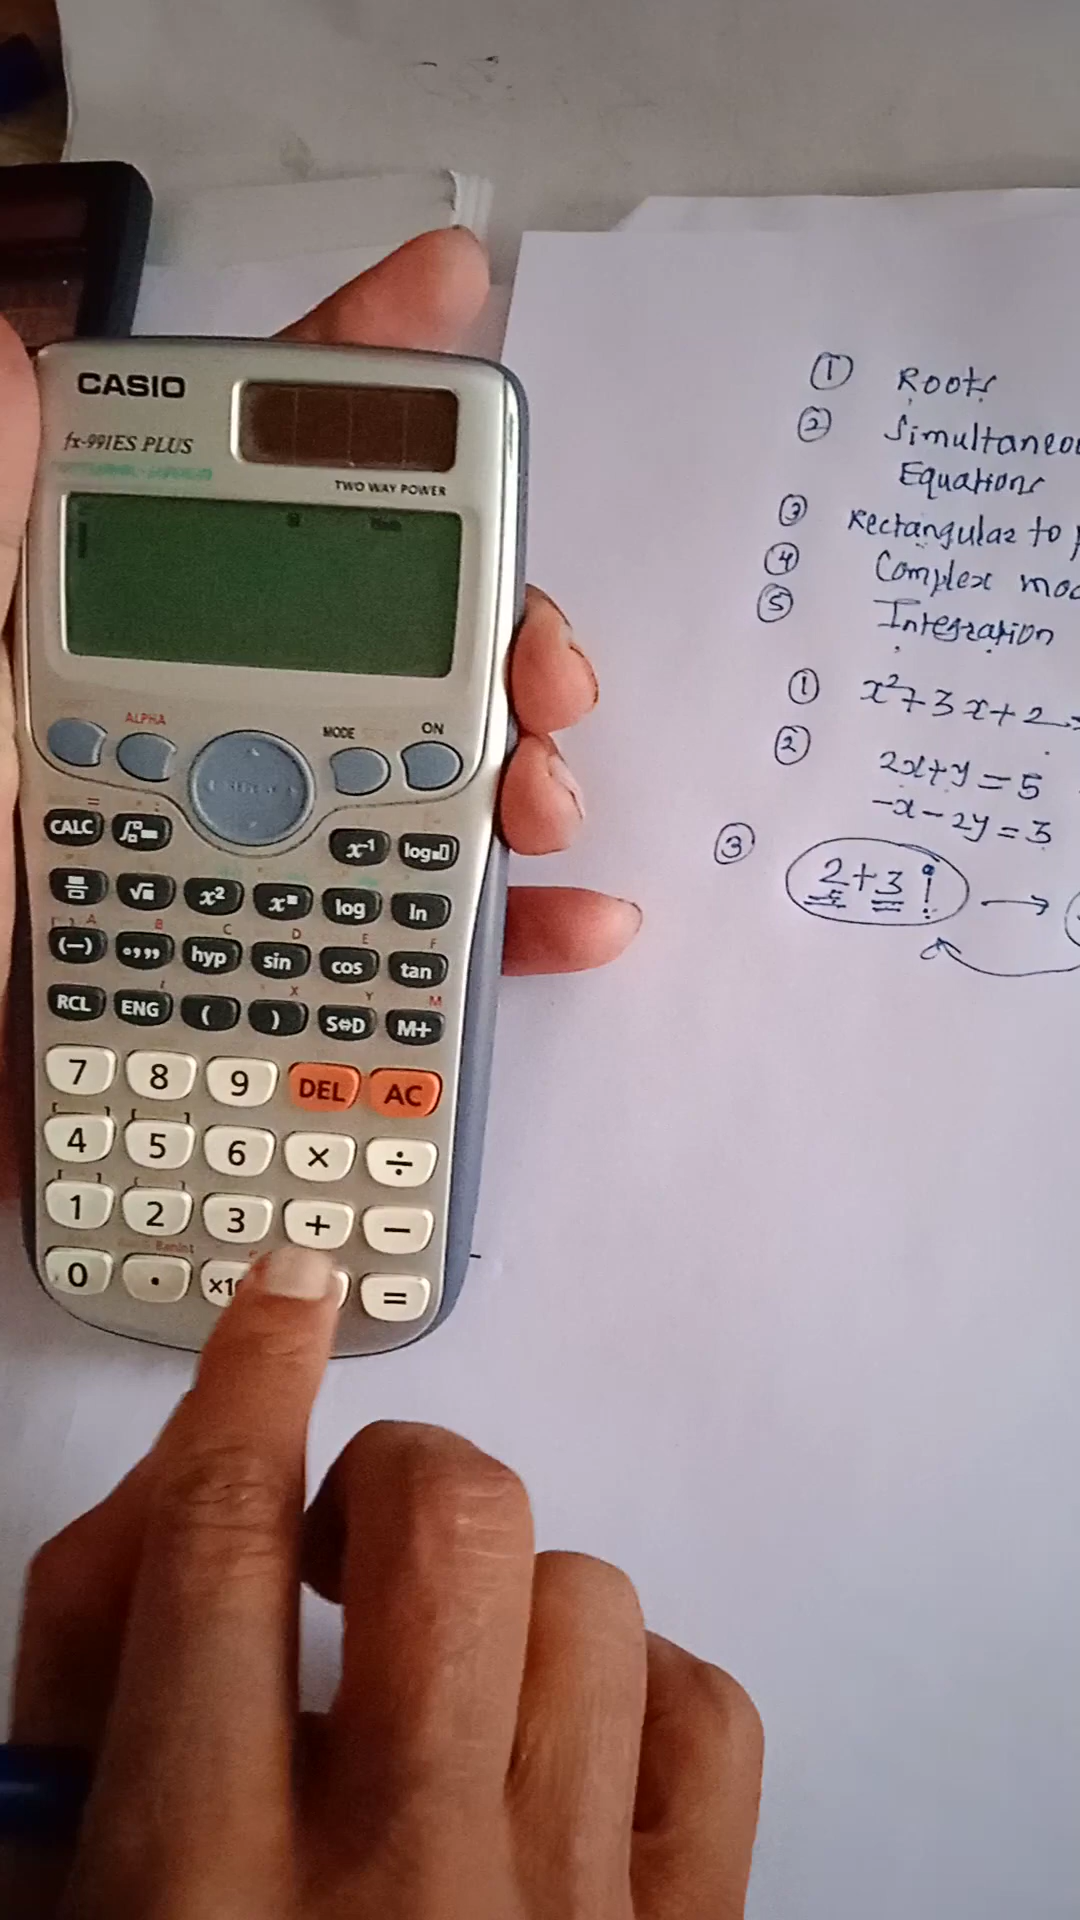 CASIO
fx-991ES PLUS
TWO WAY POWER
ALPHA
MODE
ON
CALC
x⁻¹
log
x²
log
ln
(−)
hyp
sin
cos
tan
RCL
ENG
(
)
S⇔D
M+
7
8
9
DEL
AC
4
5
6
×
÷
1
2
3
+
−
0
.
=
① Roots
②
Equations
③ Rectangular to
④ Complex
⑤ Integration
① x²+3x+2=
② 2x+y=5
-x-2y=3
③ 2+3i →